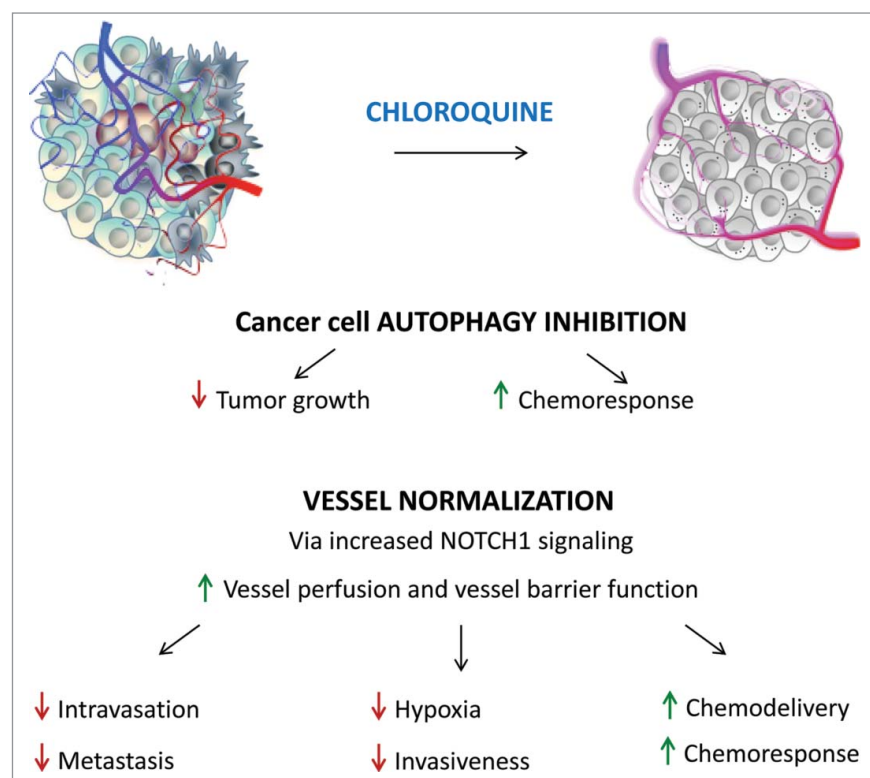 CHLOROQUINE
Cancer cell AUTOPHAGY INHIBITION
↓ Tumor growth ↑ Chemoresponse
VESSEL NORMALIZATION
Via increased NOTCH1 signaling
↑ Vessel perfusion and vessel barrier function
↓ Intravasation ↓ Hypoxia ↑ Chemodelivery
↓ Metastasis ↓ Invasiveness ↑ Chemoresponse